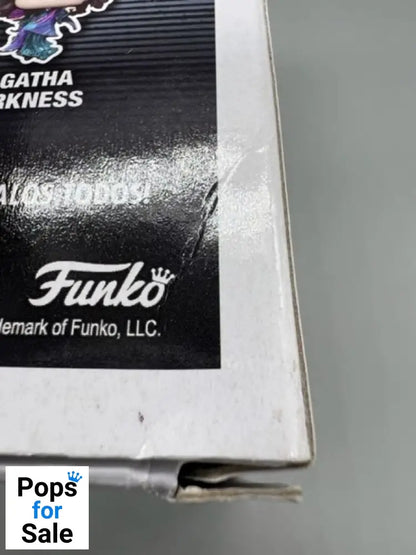 GATHA
RKNESS
ALOS TODOS!
Funko
demark of Funko, LLC.
Pops
for
Sale